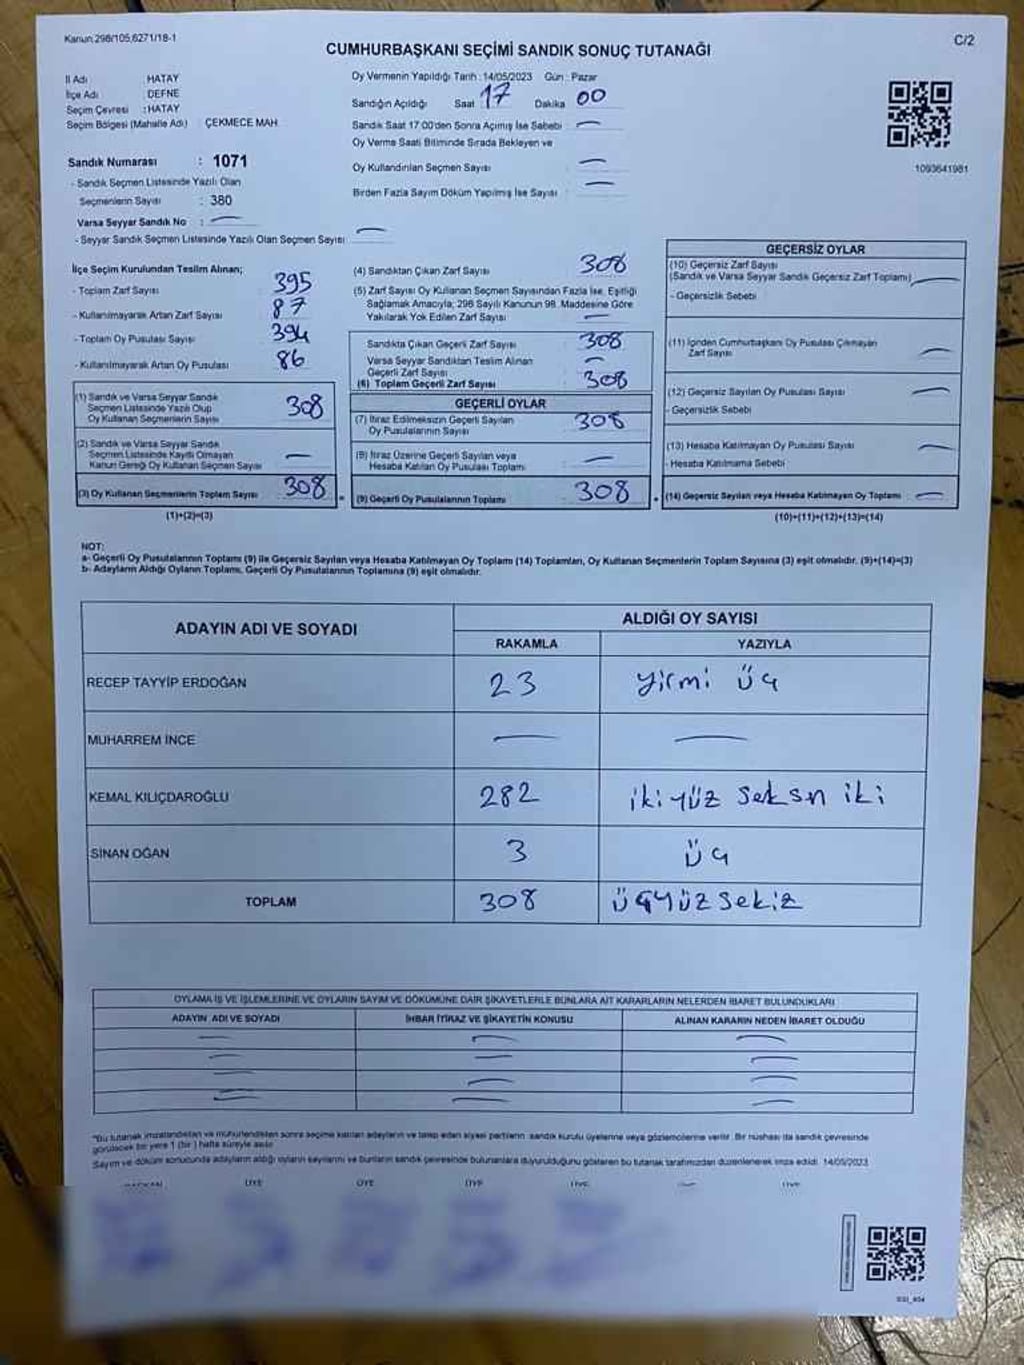 Kanun:298/105,6271/18-1
C/2
CUMHURBAŞKANI SEÇİMİ SANDIK SONUÇ TUTANAĞI
İl Adı : HATAY
İlçe Adı : DEFNE
Seçim Çevresi : HATAY
Seçim Bölgesi (Mahalle Adı) ÇEKMECE MAH.
Oy Vermenin Yapıldığı Tarih : 14/05/2023 Gün : Pazar
Sandığın Açıldığı Saat : 17 Dakika 00
Sandık Saat 17:00'den Sonra Açılmış İse Sebebi : —
Oy Verme Saati Bitiminde Sırada Bekleyen ve
Oy Kullandırılan Seçmen Sayısı —
Birden Fazla Sayım Döküm Yapılmış İse Sayısı : —
1093641981
Sandık Numarası : 1071
- Sandık Seçmen Listesinde Yazılı Olan
Seçmenlerin Sayısı : 380
Varsa Seyyar Sandık No : —
- Seyyar Sandık Seçmen Listesinde Yazılı Olan Seçmen Sayısı —
İlçe Seçim Kurulundan Teslim Alınan;
- Toplam Zarf Sayısı 395
- Kullanılmayarak Artan Zarf Sayısı 87
- Toplam Oy Pusulası Sayısı 394
- Kullanılmayarak Artan Oy Pusulası 86
(1) Sandık ve Varsa Seyyar Sandık
Seçmen Listesinde Yazılı Olup
Oy Kullanan Seçmenlerin Sayısı 308
(2) Sandık ve Varsa Seyyar Sandık
Seçmen Listesinde Kayıtlı Olmayan
Kanun Gereği Oy Kullanan Seçmen Sayısı —
(3) Oy Kullanan Seçmenlerin Toplam Sayısı 308
(1)+(2)=(3)
(4) Sandıktan Çıkan Zarf Sayısı 308
(5) Zarf Sayısı Oy Kullanan Seçmen Sayısından Fazla İse, Eşitliği
Sağlamak Amacıyla; 298 Sayılı Kanunun 98. Maddesine Göre
Yakılarak Yok Edilen Zarf Sayısı —
Sandıkta Çıkan Geçerli Zarf Sayısı 308
Varsa Seyyar Sandıktan Teslim Alınan
Geçerli Zarf Sayısı —
(6) Toplam Geçerli Zarf Sayısı 308
GEÇERLİ OYLAR
(7) İtiraz Edilmeksizin Geçerli Sayılan
Oy Pusulalarının Sayısı 308
(8) İtiraz Üzerine Geçerli Sayılan veya
Hesaba Katılan Oy Pusulası Toplamı —
(9) Geçerli Oy Pusulalarının Toplamı 308
GEÇERSİZ OYLAR
(10) Geçersiz Zarf Sayısı
(Sandık ve Varsa Seyyar Sandık Geçersiz Zarf Toplamı) —
- Geçersizlik Sebebi
(11) İçinden Cumhurbaşkanı Oy Pusulası Çıkmayan
Zarf Sayısı —
(12) Geçersiz Sayılan Oy Pusulası Sayısı —
- Geçersizlik Sebebi
(13) Hesaba Katılmayan Oy Pusulası Sayısı —
- Hesaba Katılmama Sebebi
(14) Geçersiz Sayılan veya Hesaba Katılmayan Oy Toplamı —
(10)+(11)+(12)+(13)=(14)
NOT:
a- Geçerli Oy Pusulalarının Toplamı (9) ile Geçersiz Sayılan veya Hesaba Katılmayan Oy Toplamı (14) Toplamları, Oy Kullanan Seçmenlerin Toplam Sayısına (3) eşit olmalıdır. (9)+(14)=(3)
b- Adayların Aldığı Oyların Toplamı, Geçerli Oy Pusulalarının Toplamına (9) eşit olmalıdır.
ADAYIN ADI VE SOYADI ALDIĞI OY SAYISI
RAKAMLA YAZIYLA
RECEP TAYYİP ERDOĞAN 23 yirmi üç
MUHARREM İNCE — —
KEMAL KILIÇDAROĞLU 282 iki yüz seksn iki
SİNAN OĞAN 3 üç
TOPLAM 308 üçyüz sekiz
OYLAMA İŞ VE İŞLEMLERİNE VE OYLARIN SAYIM VE DÖKÜMÜNE DAİR ŞİKAYETLERLE BUNLARA AİT KARARLARIN NELERDEN İBARET BULUNDUKLARI
ADAYIN ADI VE SOYADI İHBAR İTİRAZ VE ŞİKAYETİN KONUSU ALINAN KARARIN NEDEN İBARET OLDUĞU
— — —
— — —
— — —
— — —
*Bu tutanak imzalandıktan ve mühürlendikten sonra seçime katılan adayların ve talep eden siyasi partilerin sandık kurulu üyelerine veya gözlemcilerine verilir. Bir nüshası da sandık çevresinde
görülecek bir yere 1 (bir) hafta süreyle asılır.
Sayım ve döküm sonucunda adayların aldığı oyların sayılarını ve bunların sandık çevresinde bulunanlara duyurulduğunu gösteren bu tutanak tarafımızdan düzenlenerek imza edildi. 14/05/2023
BAŞKAN ÜYE ÜYE ÜYE ÜYE ÜYE